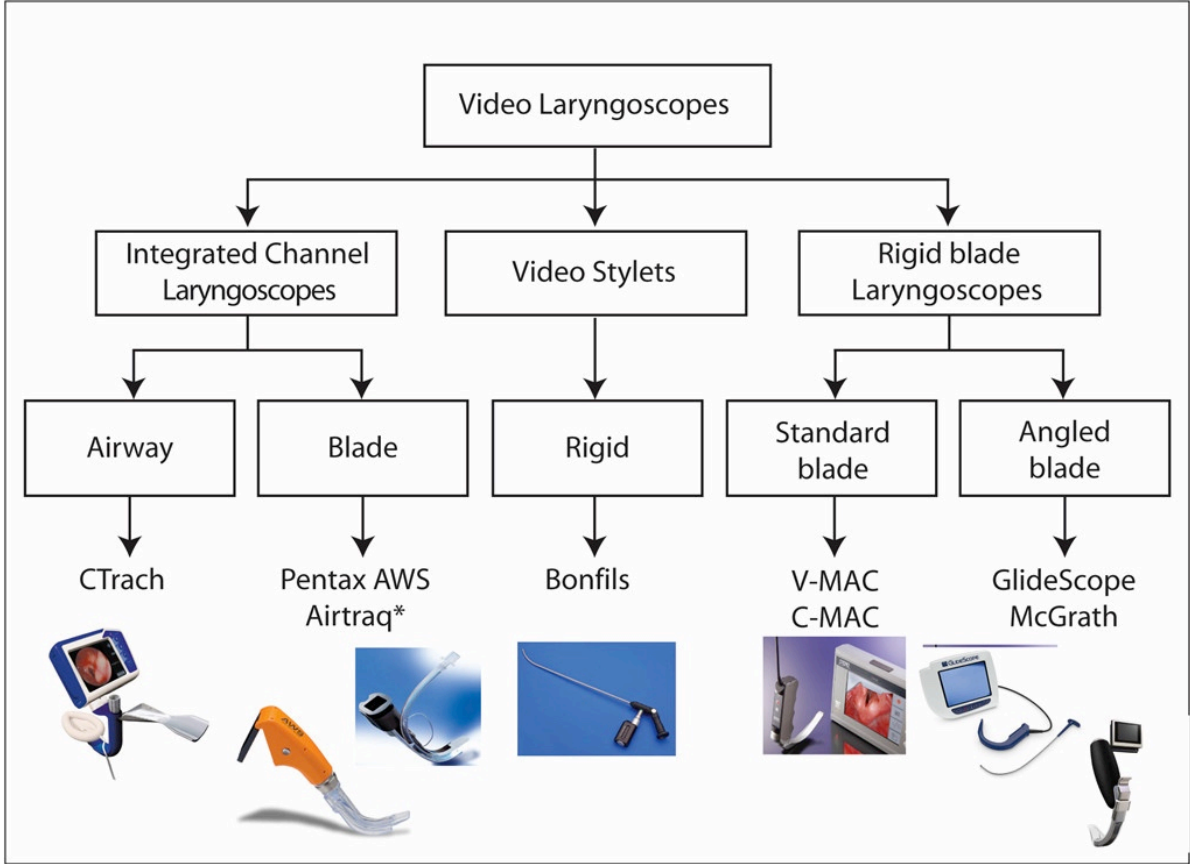 Video Laryngoscopes
Integrated Channel
Laryngoscopes
Video Stylets
Rigid blade
Laryngoscopes
Airway
Blade
Rigid
Standard
blade
Angled
blade
CTrach
Pentax AWS
Airtraq*
Bonfils
V-MAC
C-MAC
GlideScope
McGrath
GlideScope
AWS